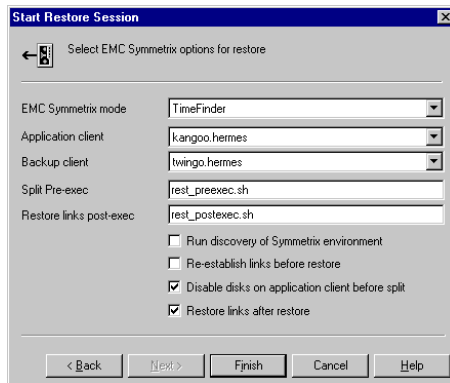 Start Restore Session
Select EMC Symmetrix options for restore
EMC Symmetrix mode TimeFinder
Application client kangoo.hermes
Backup client twingo.hermes
Split Pre-exec rest_preexec.sh
Restore links post-exec rest_postexec.sh
Run discovery of Symmetrix environment
Re-establish links before restore
Disable disks on application client before split
Restore links after restore
< Back Next > Finish Cancel Help